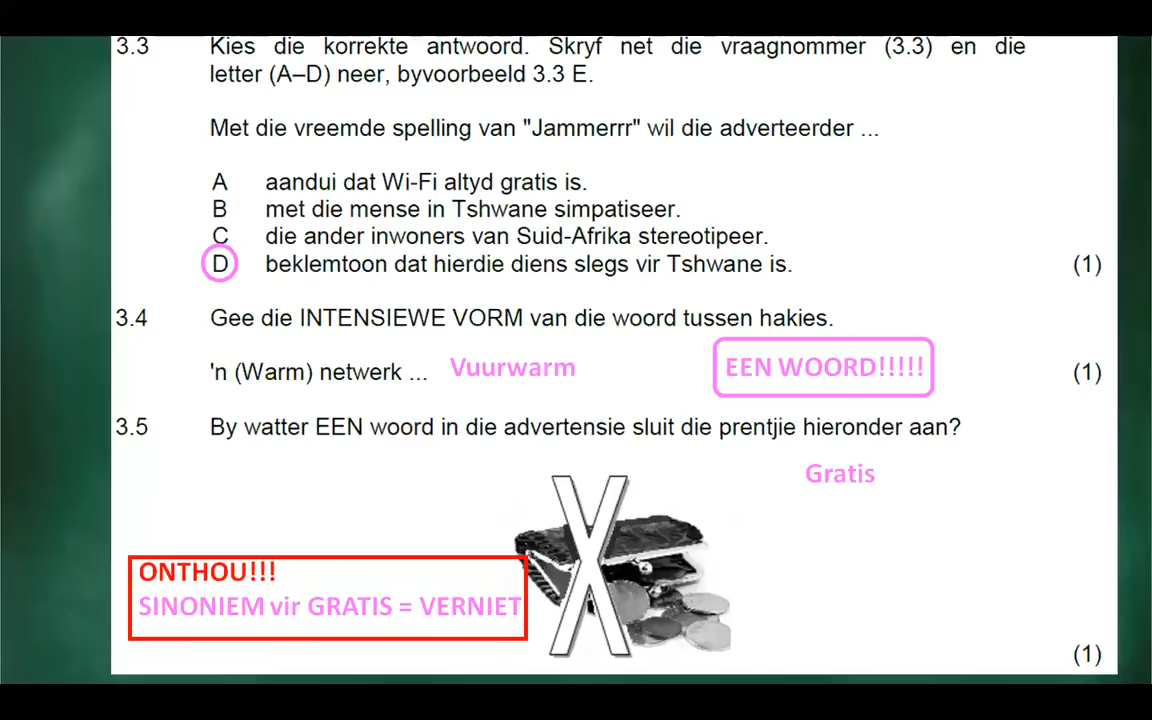 3.3 Kies die korrekte antwoord. Skryf net die vraagnommer (3.3) en die
letter (A–D) neer, byvoorbeeld 3.3 E.
Met die vreemde spelling van "Jammerrr" wil die adverteerder ...
A aandui dat Wi-Fi altyd gratis is.
B met die mense in Tshwane simpatiseer.
C die ander inwoners van Suid-Afrika stereotipeer.
D beklemtoon dat hierdie diens slegs vir Tshwane is. (1)
3.4 Gee die INTENSIEWE VORM van die woord tussen hakies.
'n (Warm) netwerk ... Vuurwarm EEN WOORD!!!!! (1)
3.5 By watter EEN woord in die advertensie sluit die prentjie hieronder aan?
Gratis
X
ONTHOU!!!
SINONIEM vir GRATIS = VERNIET
(1)